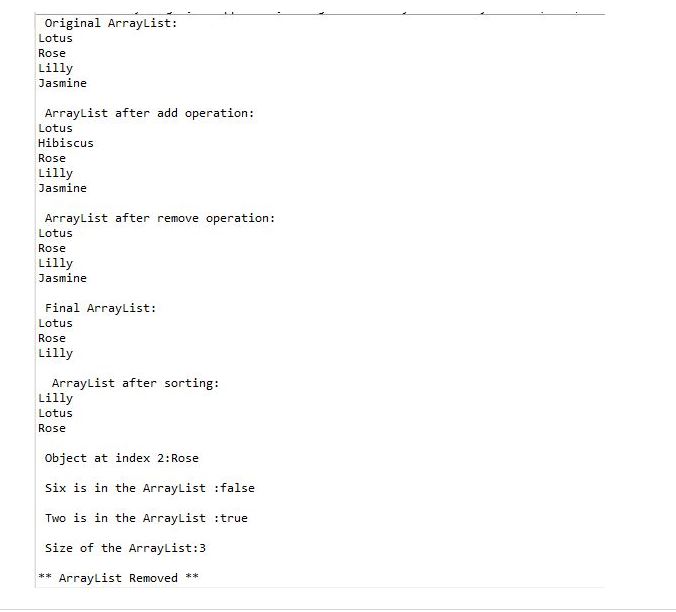 Original ArrayList:
Lotus
Rose
Lilly
Jasmine
ArrayList after add operation:
Lotus
Hibiscus
Rose
Lilly
Jasmine
ArrayList after remove operation:
Lotus
Rose
Lilly
Jasmine
Final ArrayList:
Lotus
Rose
Lilly
ArrayList after sorting:
Lilly
Lotus
Rose
Object at index 2:Rose
Six is in the ArrayList :false
Two is in the ArrayList :true
Size of the ArrayList:3
** ArrayList Removed **